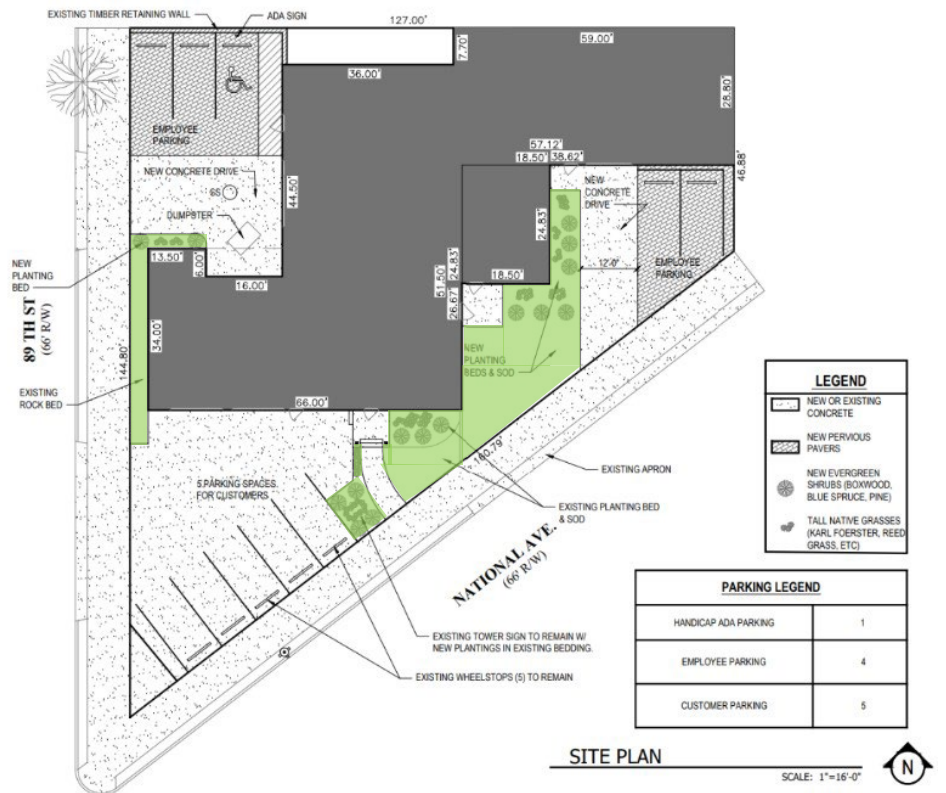 EXISTING TIMBER RETAINING WALL
ADA SIGN
127.00'
59.00'
7.70'
36.00'
28.80'
EMPLOYEE
PARKING
57.12'
18.50'
38.62'
46.88'
NEW CONCRETE DRIVE
SS
44.50'
NEW
CONCRETE
DRIVE
DUMPSTER
24.83'
24.83'
51.50'
26.67'
18.50'
12'-0"
EMPLOYEE
PARKING
NEW
PLANTING
BED
13.50'
6.00'
16.00'
89 TH ST
(66' R/W)
144.80'
34.00'
NEW
PLANTING
BEDS & SOD
EXISTING
ROCK BED
66.00'
160.79'
LEGEND
NEW OR EXISTING
CONCRETE
NEW PERVIOUS
PAVERS
NEW EVERGREEN
SHRUBS (BOXWOOD,
BLUE SPRUCE, PINE)
TALL NATIVE GRASSES
(KARL FOERSTER, REED
GRASS, ETC)
5 PARKING SPACES
FOR CUSTOMERS
EXISTING APRON
EXISTING PLANTING BED
& SOD
NATIONAL AVE.
(66' R/W)
EXISTING TOWER SIGN TO REMAIN W/
NEW PLANTINGS IN EXISTING BEDDING.
EXISTING WHEELSTOPS (5) TO REMAIN
PARKING LEGEND
HANDICAP ADA PARKING 1
EMPLOYEE PARKING 4
CUSTOMER PARKING 5
SITE PLAN
SCALE: 1"=16'-0"
N